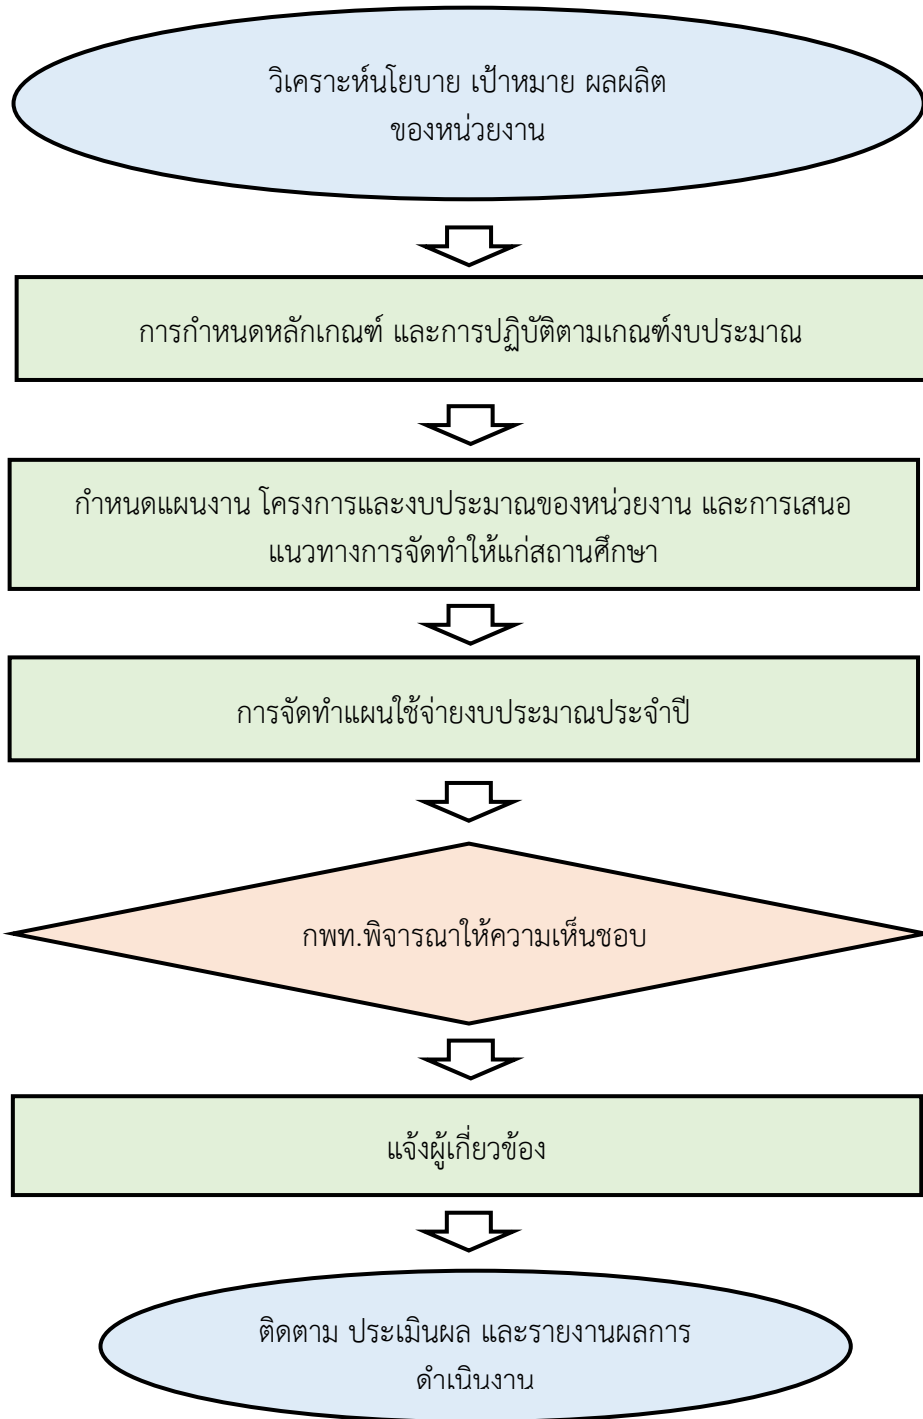 วิเคราะห์นโยบาย เป้าหมาย ผลผลิต
ของหน่วยงาน
การกำหนดหลักเกณฑ์ และการปฏิบัติตามเกณฑ์งบประมาณ
กำหนดแผนงาน โครงการและงบประมาณของหน่วยงาน และการเสนอ
แนวทางการจัดทำให้แก่สถานศึกษา
การจัดทำแผนใช้จ่ายงบประมาณประจำปี
กพท.พิจารณาให้ความเห็นชอบ
แจ้งผู้เกี่ยวข้อง
ติดตาม ประเมินผล และรายงานผลการ
ดำเนินงาน